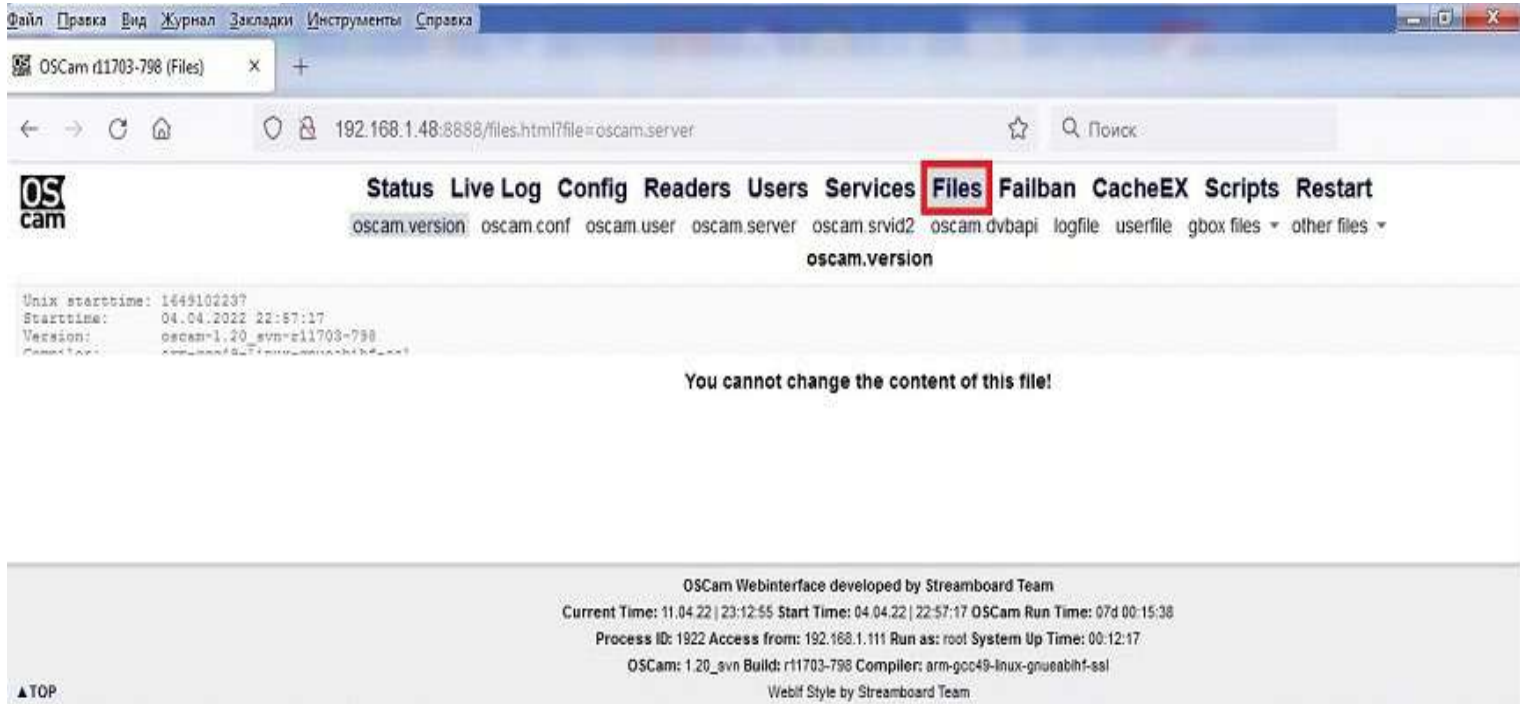 Файл Правка Вид Журнал Закладки Инструменты Справка
OSCam r11703-798 (Files)
192.168.1.48:8888/files.html?file=oscam.server Поиск
OS
cam
Status Live Log Config Readers Users Services Files Failban CacheEX Scripts Restart
oscam.version oscam.conf oscam.user oscam.server oscam.srvid2 oscam.dvbapi logfile userfile gbox files other files
oscam.version
Unix starttime: 1649102237
Starttime: 04.04.2022 22:57:17
Version: oscam-1.20_svn-r11703-798
Compiler: arm-gcc49-linux-gnueabihf-ssl
You cannot change the content of this file!
OSCam Webinterface developed by Streamboard Team
Current Time: 11.04.22 | 23:12:55 Start Time: 04.04.22 | 22:57:17 OSCam Run Time: 07d 00:15:38
Process ID: 1922 Access from: 192.168.1.111 Run as: root System Up Time: 00:12:17
OSCam: 1.20_svn Build: r11703-798 Compiler: arm-gcc49-linux-gnueabihf-ssl
▲TOP
WebIf Style by Streamboard Team